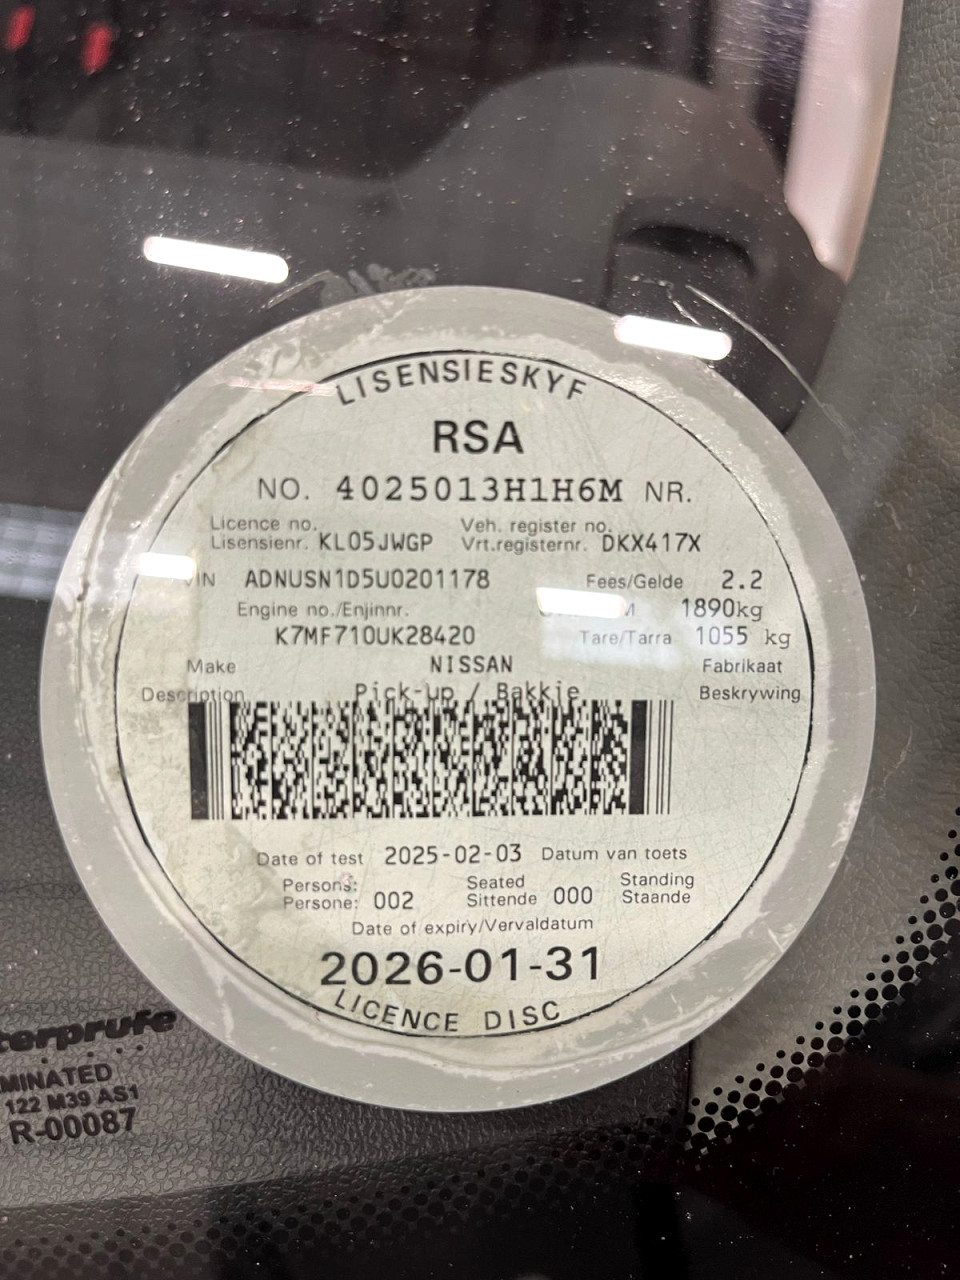 LISENSIESKYF
RSA
NO. 4025013H1H6M NR.
Licence no. Veh. register no.
Lisensienr. KL05JWGP Vrt.registernr. DKX417X
VIN ADNUSN1D5U0201178 Fees/Gelde 2.2
Engine no./Enjinnr. 1890kg
K7MF710UK28420 Tare/Tarra 1055 kg
Make NISSAN Fabrikaat
Description Pick-up / Bakkie Beskrywing
Date of test 2025-02-03 Datum van toets
Persons: Seated Standing
Persone: 002 Sittende 000 Staande
Date of expiry/Vervaldatum
2026-01-31
LICENCE DISC
122 M39 AS1
R-00087